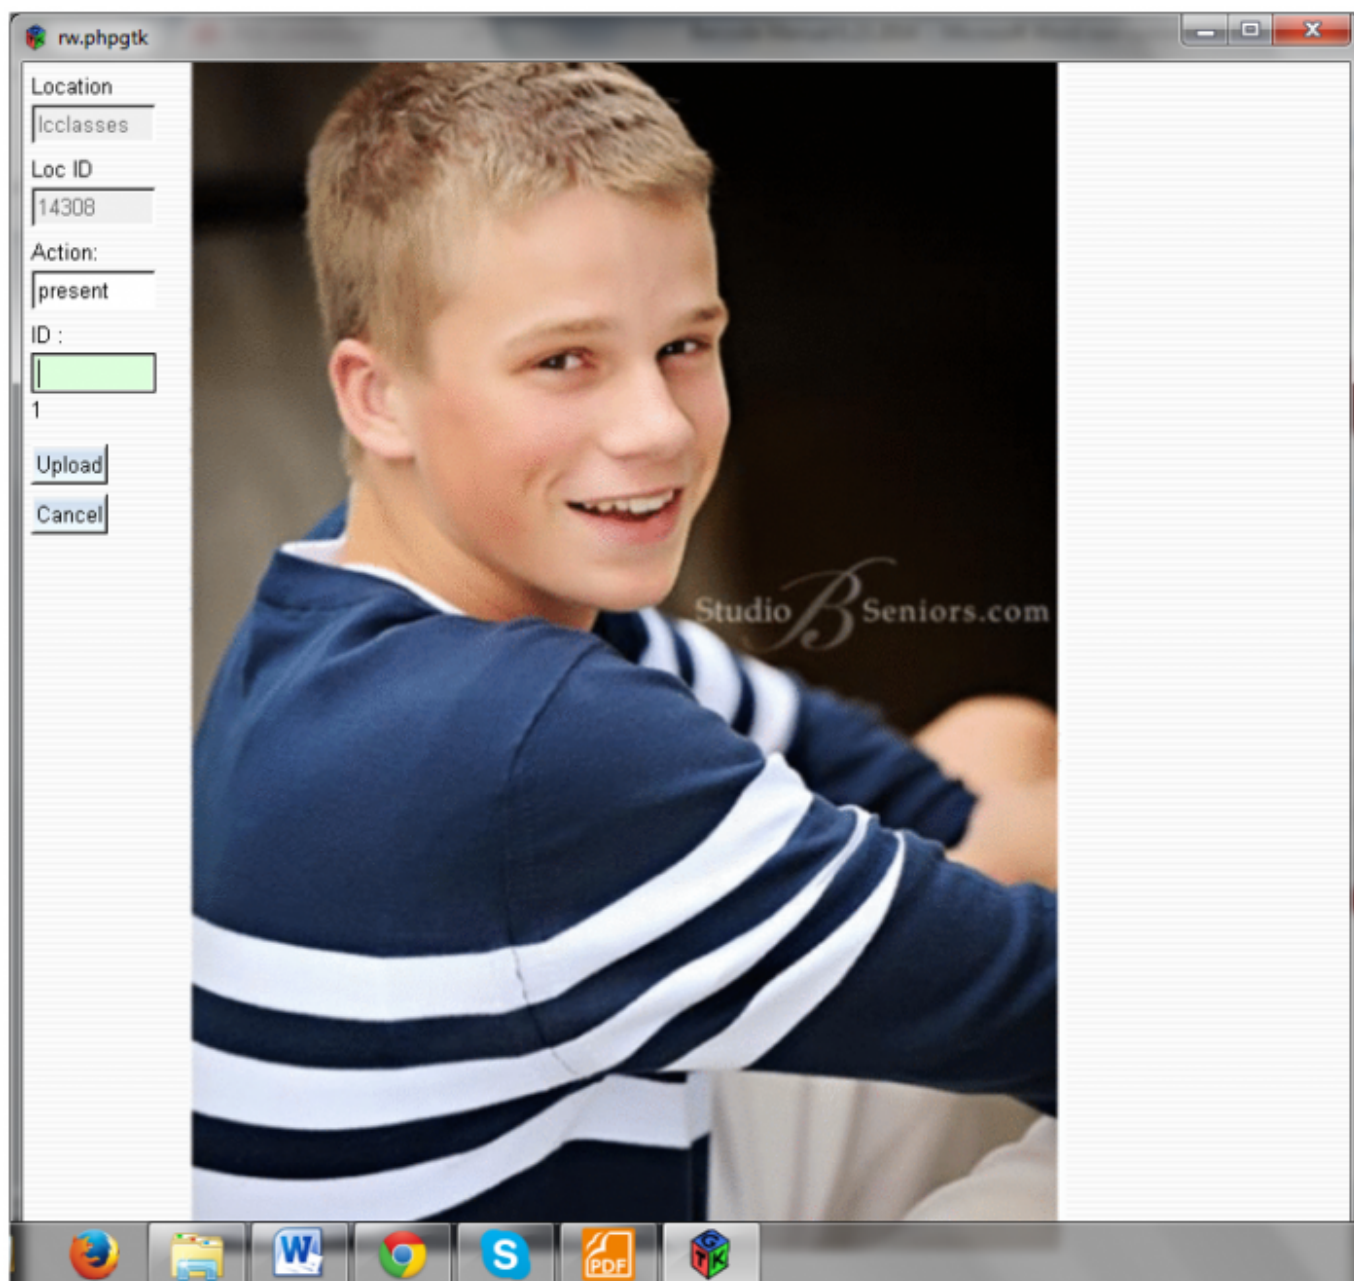 rw.phpgtk
Location
lcclasses
Loc ID
14308
Action:
present
ID :
1
Upload
Cancel
Studio B Seniors.com
W
S
PDF
G
T K